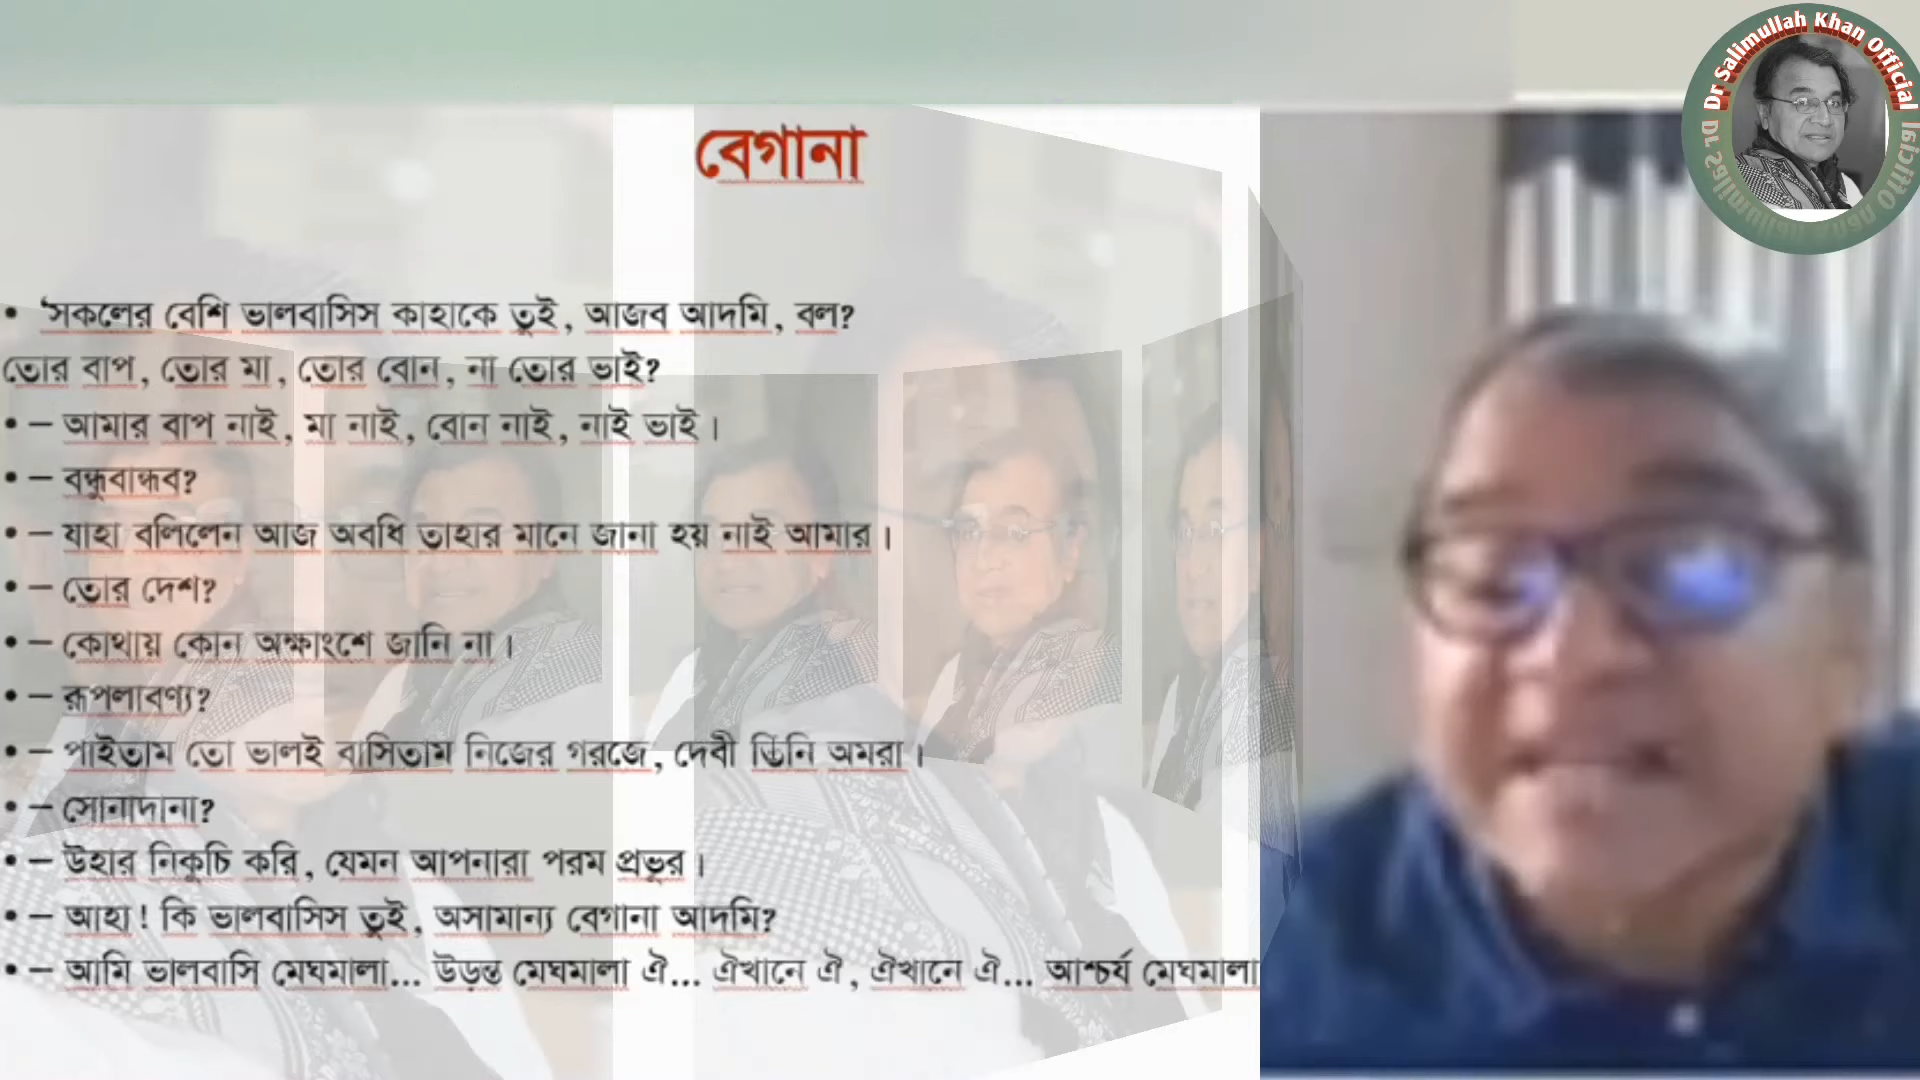 বেগানা
• ‘সকলের বেশি ভালবাসিস কাহাকে তুই, আজব আদমি, বল?
তোর বাপ, তোর মা, তোর বোন, না তোর ভাই?
• – আমার বাপ নাই, মা নাই, বোন নাই, নাই ভাই।
• – বন্ধুবান্ধব?
• – যাহা বলিলেন আজ অবধি তাহার মানে জানা হয় নাই আমার।
• – তোর দেশ?
• – কোথায় কোন অক্ষাংশে জানি না।
• – রূপলাবণ্য?
• – পাইতাম তো ভালই বাসিতাম নিজের গরজে, দেবী তিনি অমরা।
• – সোনাদানা?
• – উহার নিকুচি করি, যেমন আপনারা পরম প্রভুর।
• – আহা! কি ভালবাসিস তুই, অসামান্য বেগানা আদমি?
• – আমি ভালবাসি মেঘমালা... উড়ন্ত মেঘমালা ঐ... ঐখানে ঐ, ঐখানে ঐ... আশ্চর্য মেঘমালা
Dr Salimullah Khan Official